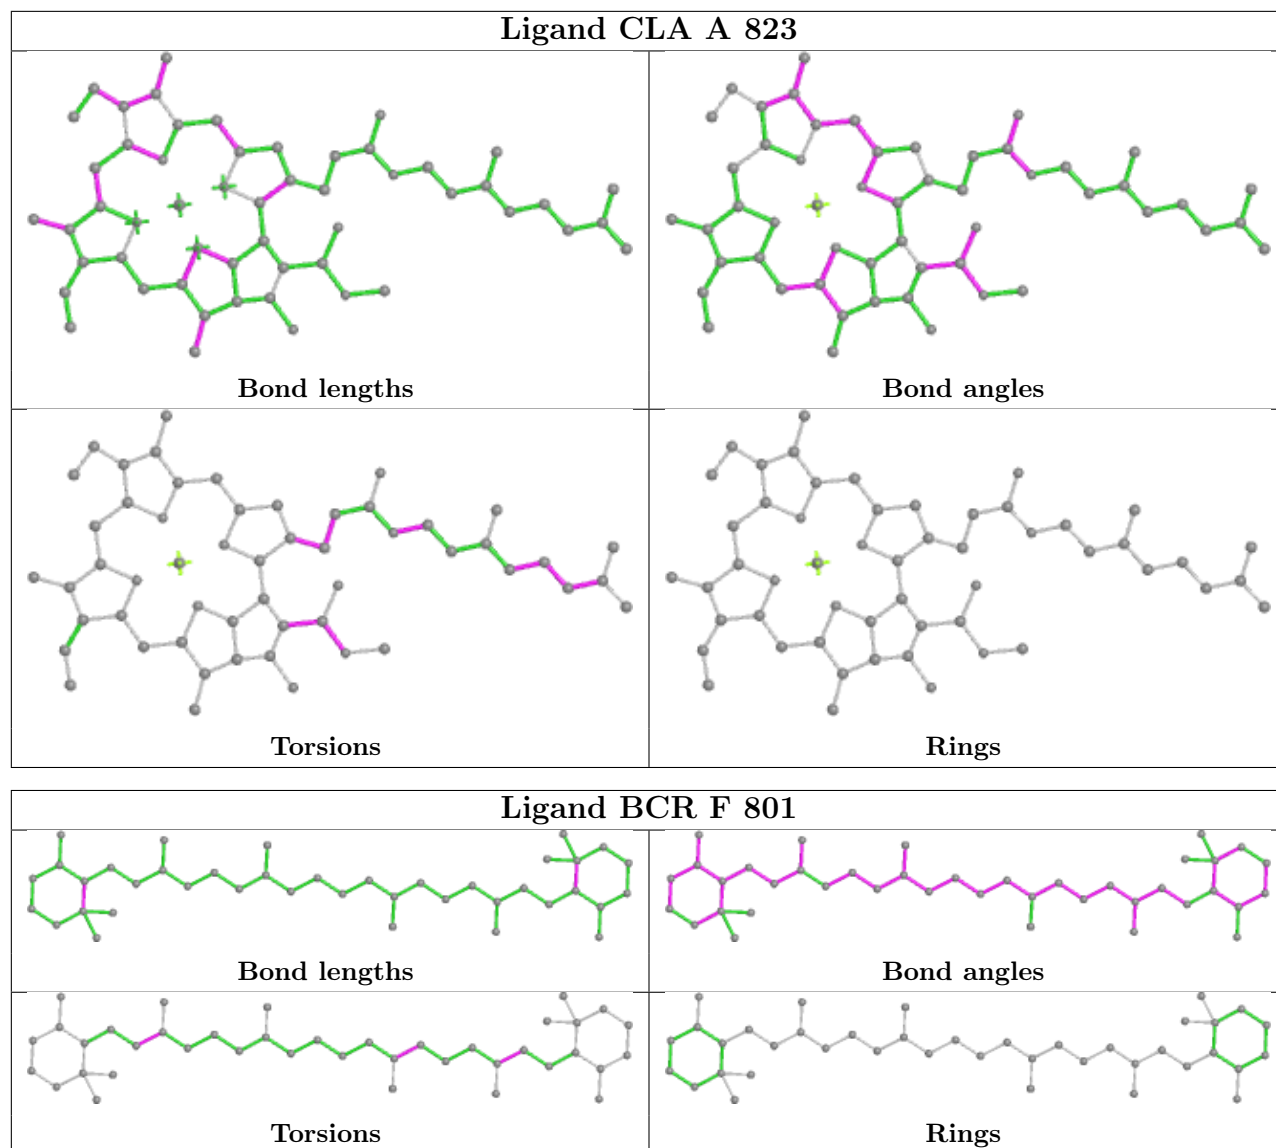 Ligand CLA A 823
Bond lengths
Bond angles
Torsions
Rings
Ligand BCR F 801
Bond lengths
Bond angles
Torsions
Rings